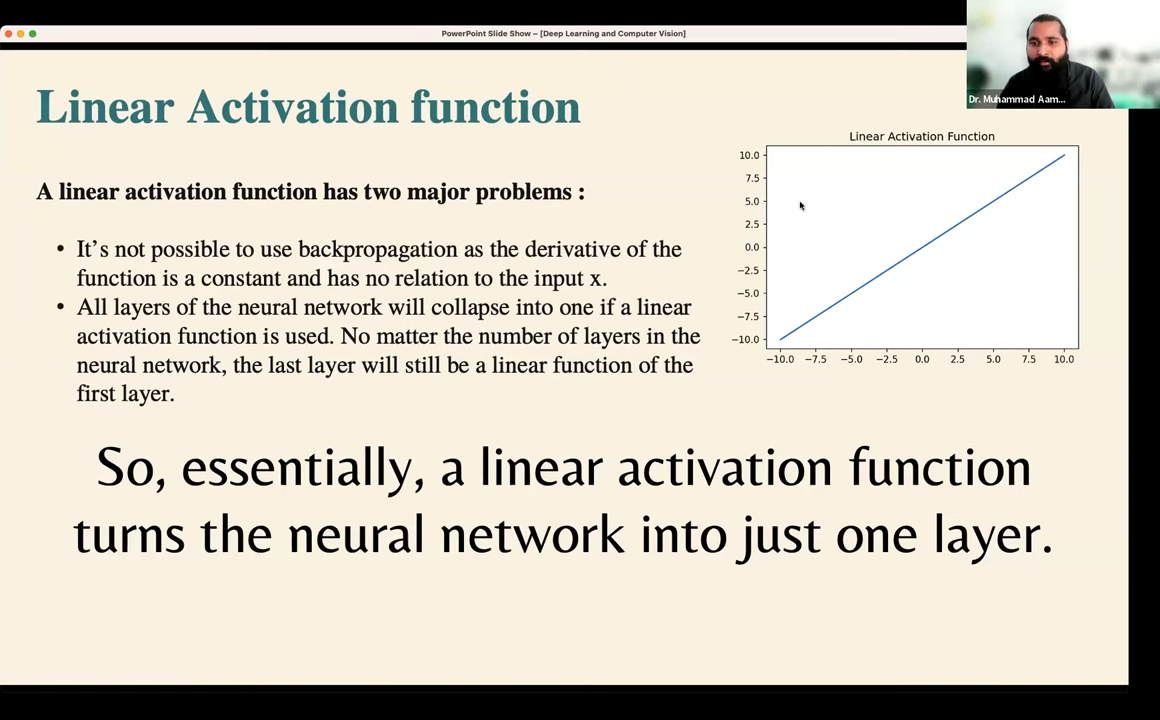 PowerPoint Slide Show – [Deep Learning and Computer Vision]
Dr. Muhammad Aam...
Linear Activation function
A linear activation function has two major problems :
• It’s not possible to use backpropagation as the derivative of the
function is a constant and has no relation to the input x.
• All layers of the neural network will collapse into one if a linear
activation function is used. No matter the number of layers in the
neural network, the last layer will still be a linear function of the
first layer.
Linear Activation Function
10.0
7.5
5.0
2.5
0.0
−2.5
−5.0
−7.5
−10.0
−10.0 −7.5 −5.0 −2.5 0.0 2.5 5.0 7.5 10.0
So, essentially, a linear activation function
turns the neural network into just one layer.